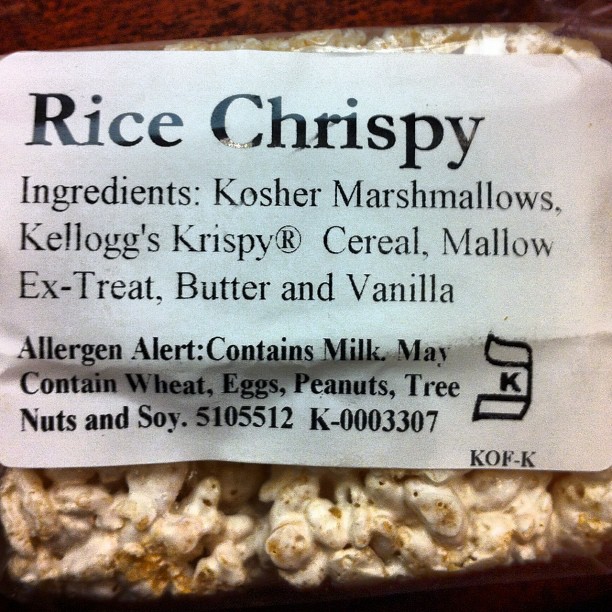 Rice Chrispy
Ingredients: Kosher Marshmallows,
Kellogg's Krispy® Cereal, Mallow
Ex-Treat, Butter and Vanilla
Allergen Alert:Contains Milk. May
Contain Wheat, Eggs, Peanuts, Tree
Nuts and Soy. 5105512 K-0003307
K
KOF-K